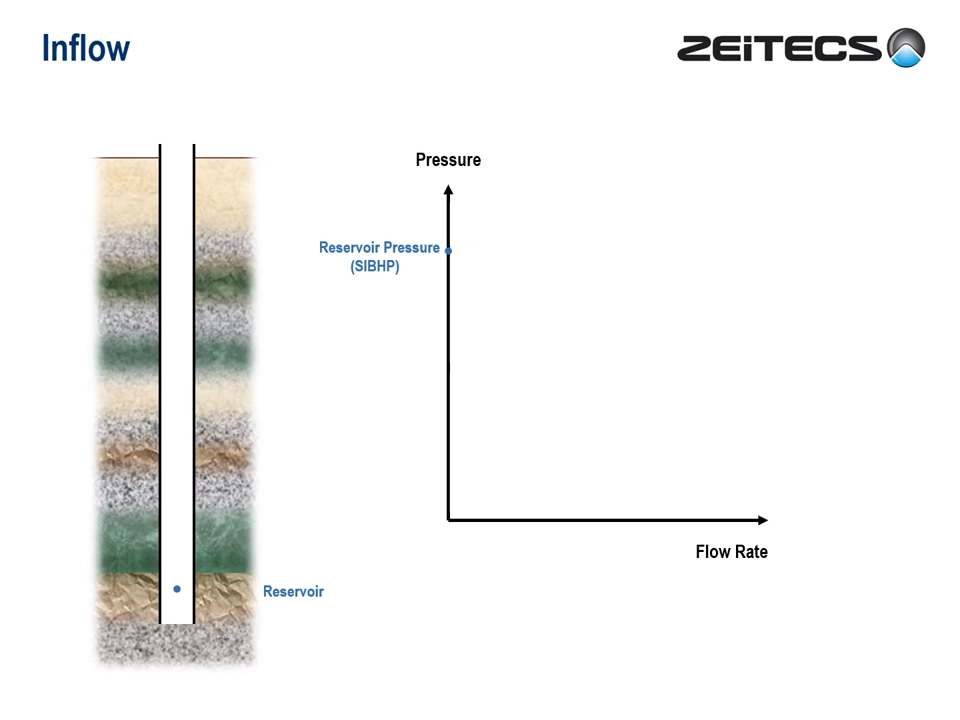 Inflow
ZEiTECS
Pressure
Reservoir Pressure
(SIBHP)
Flow Rate
Reservoir